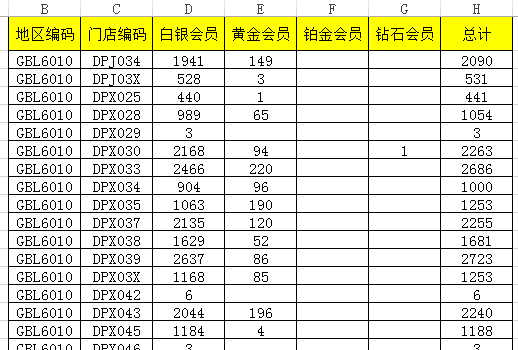 B C D E F G H
地区编码 门店编码 白银会员 黄金会员 铂金会员 钻石会员 总计
GBL6010 DPJ034 1941 149 2090
GBL6010 DPJ03X 528 3 531
GBL6010 DPX025 440 1 441
GBL6010 DPX028 989 65 1054
GBL6010 DPX029 3 3
GBL6010 DPX030 2168 94 1 2263
GBL6010 DPX033 2466 220 2686
GBL6010 DPX034 904 96 1000
GBL6010 DPX035 1063 190 1253
GBL6010 DPX037 2135 120 2255
GBL6010 DPX038 1629 52 1681
GBL6010 DPX039 2637 86 2723
GBL6010 DPX03X 1168 85 1253
GBL6010 DPX042 6 6
GBL6010 DPX043 2044 196 2240
GBL6010 DPX045 1184 4 1188
GBL6010 DPX046 3 3